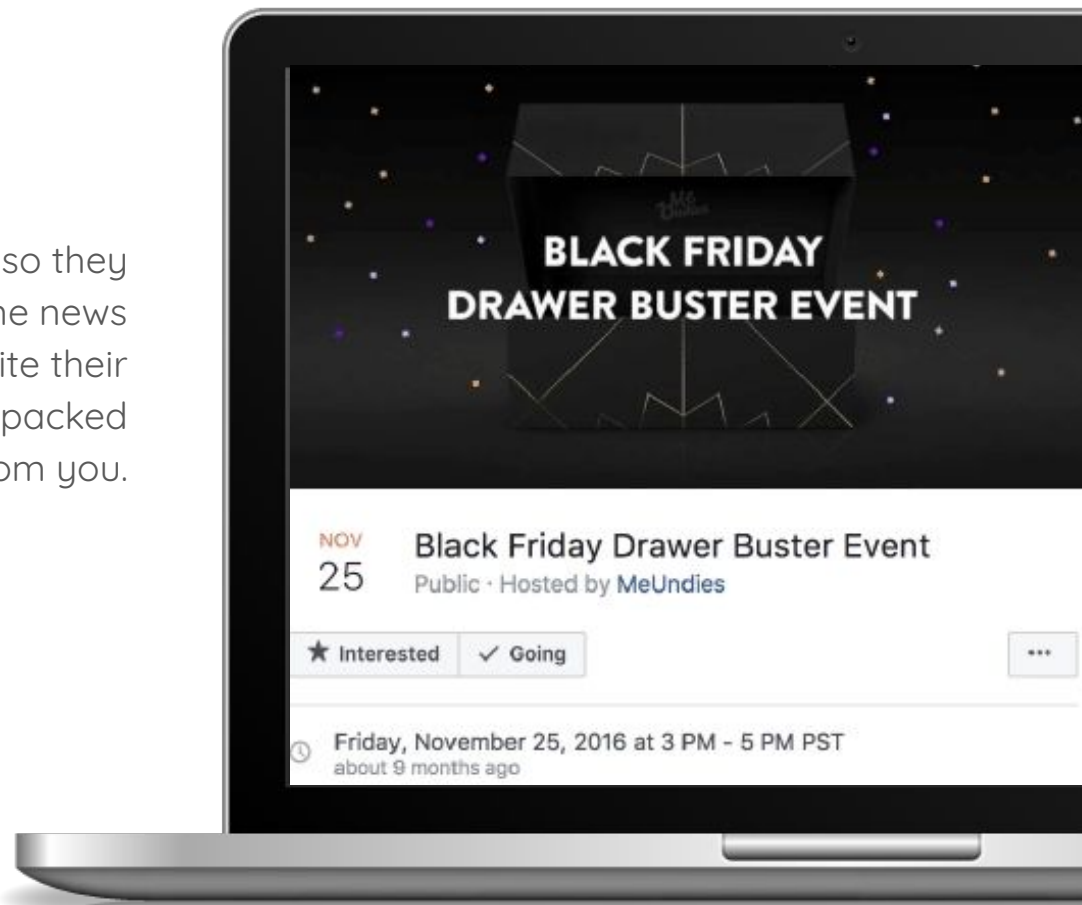 so they
he news
ite their
packed
om you.
Me
Undies
BLACK FRIDAY
DRAWER BUSTER EVENT
NOV
25
Black Friday Drawer Buster Event
Public · Hosted by MeUndies
★ Interested ✓ Going ...
Friday, November 25, 2016 at 3 PM - 5 PM PST
about 9 months ago